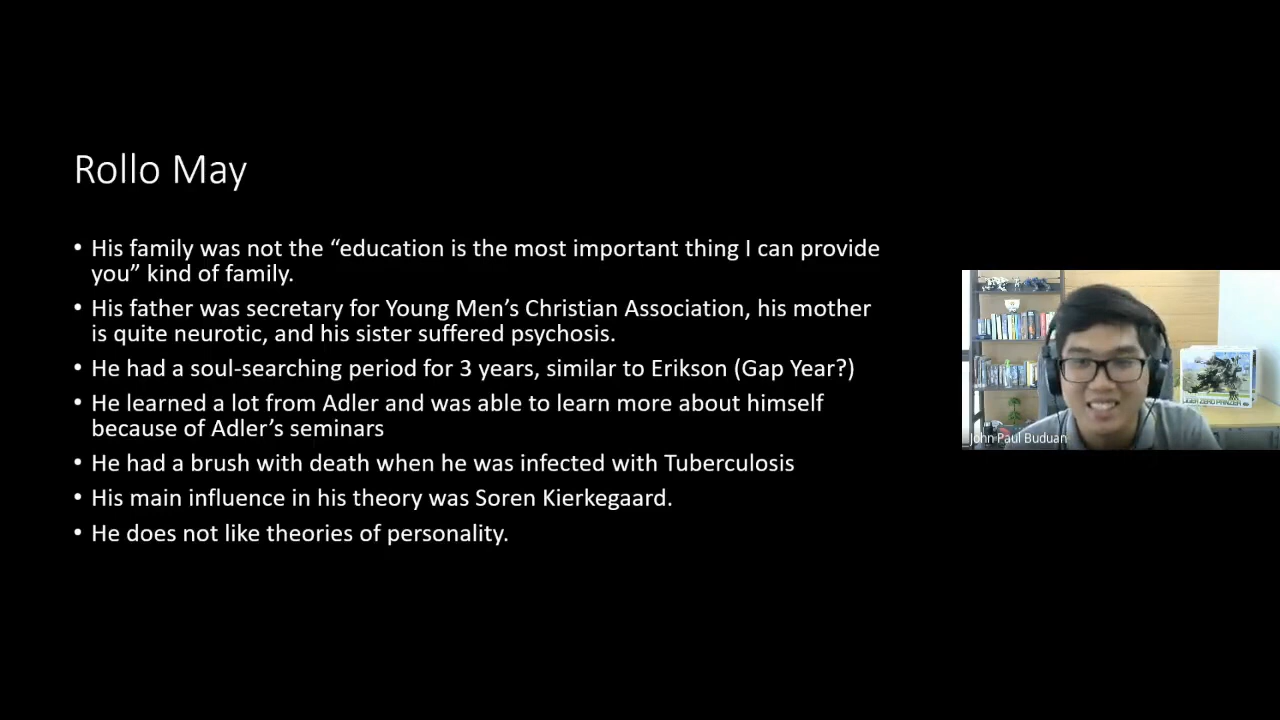 Rollo May
• His family was not the “education is the most important thing I can provide
you” kind of family.
• His father was secretary for Young Men’s Christian Association, his mother
is quite neurotic, and his sister suffered psychosis.
• He had a soul-searching period for 3 years, similar to Erikson (Gap Year?)
• He learned a lot from Adler and was able to learn more about himself
because of Adler’s seminars
• He had a brush with death when he was infected with Tuberculosis
• His main influence in his theory was Soren Kierkegaard.
• He does not like theories of personality.
LIGER ZERO PANZER
John Paul Buduan